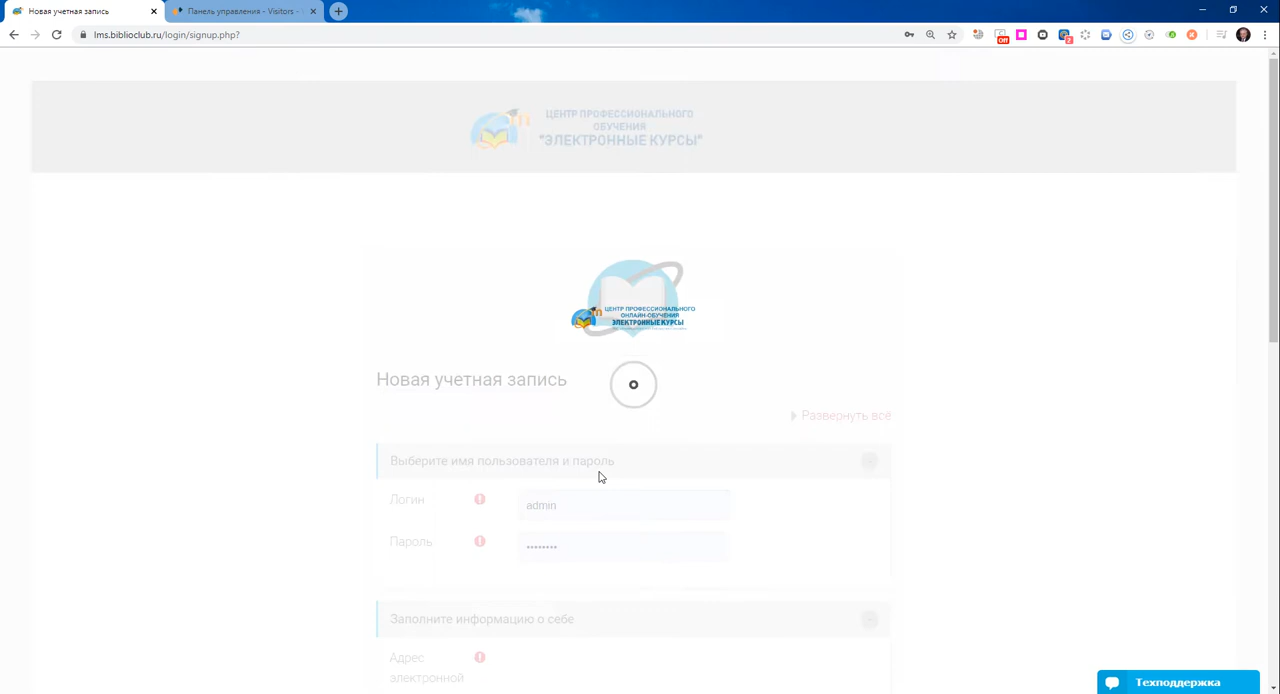 Новая учетная запись
Панель управления - Visitors -
lms.biblioclub.ru/login/signup.php?
Off
2
ЦЕНТР ПРОФЕССИОНАЛЬНОГО
ОБУЧЕНИЯ
"ЭЛЕКТРОННЫЕ КУРСЫ"
ЦЕНТР ПРОФЕССИОНАЛЬНОГО
ОНЛАЙН-ОБУЧЕНИЯ
ЭЛЕКТРОННЫЕ КУРСЫ
Новая учетная запись
Развернуть всё
Выберите имя пользователя и пароль
Логин
admin
Пароль
••••••••
Заполните информацию о себе
Адрес
электронной
Техподдержка